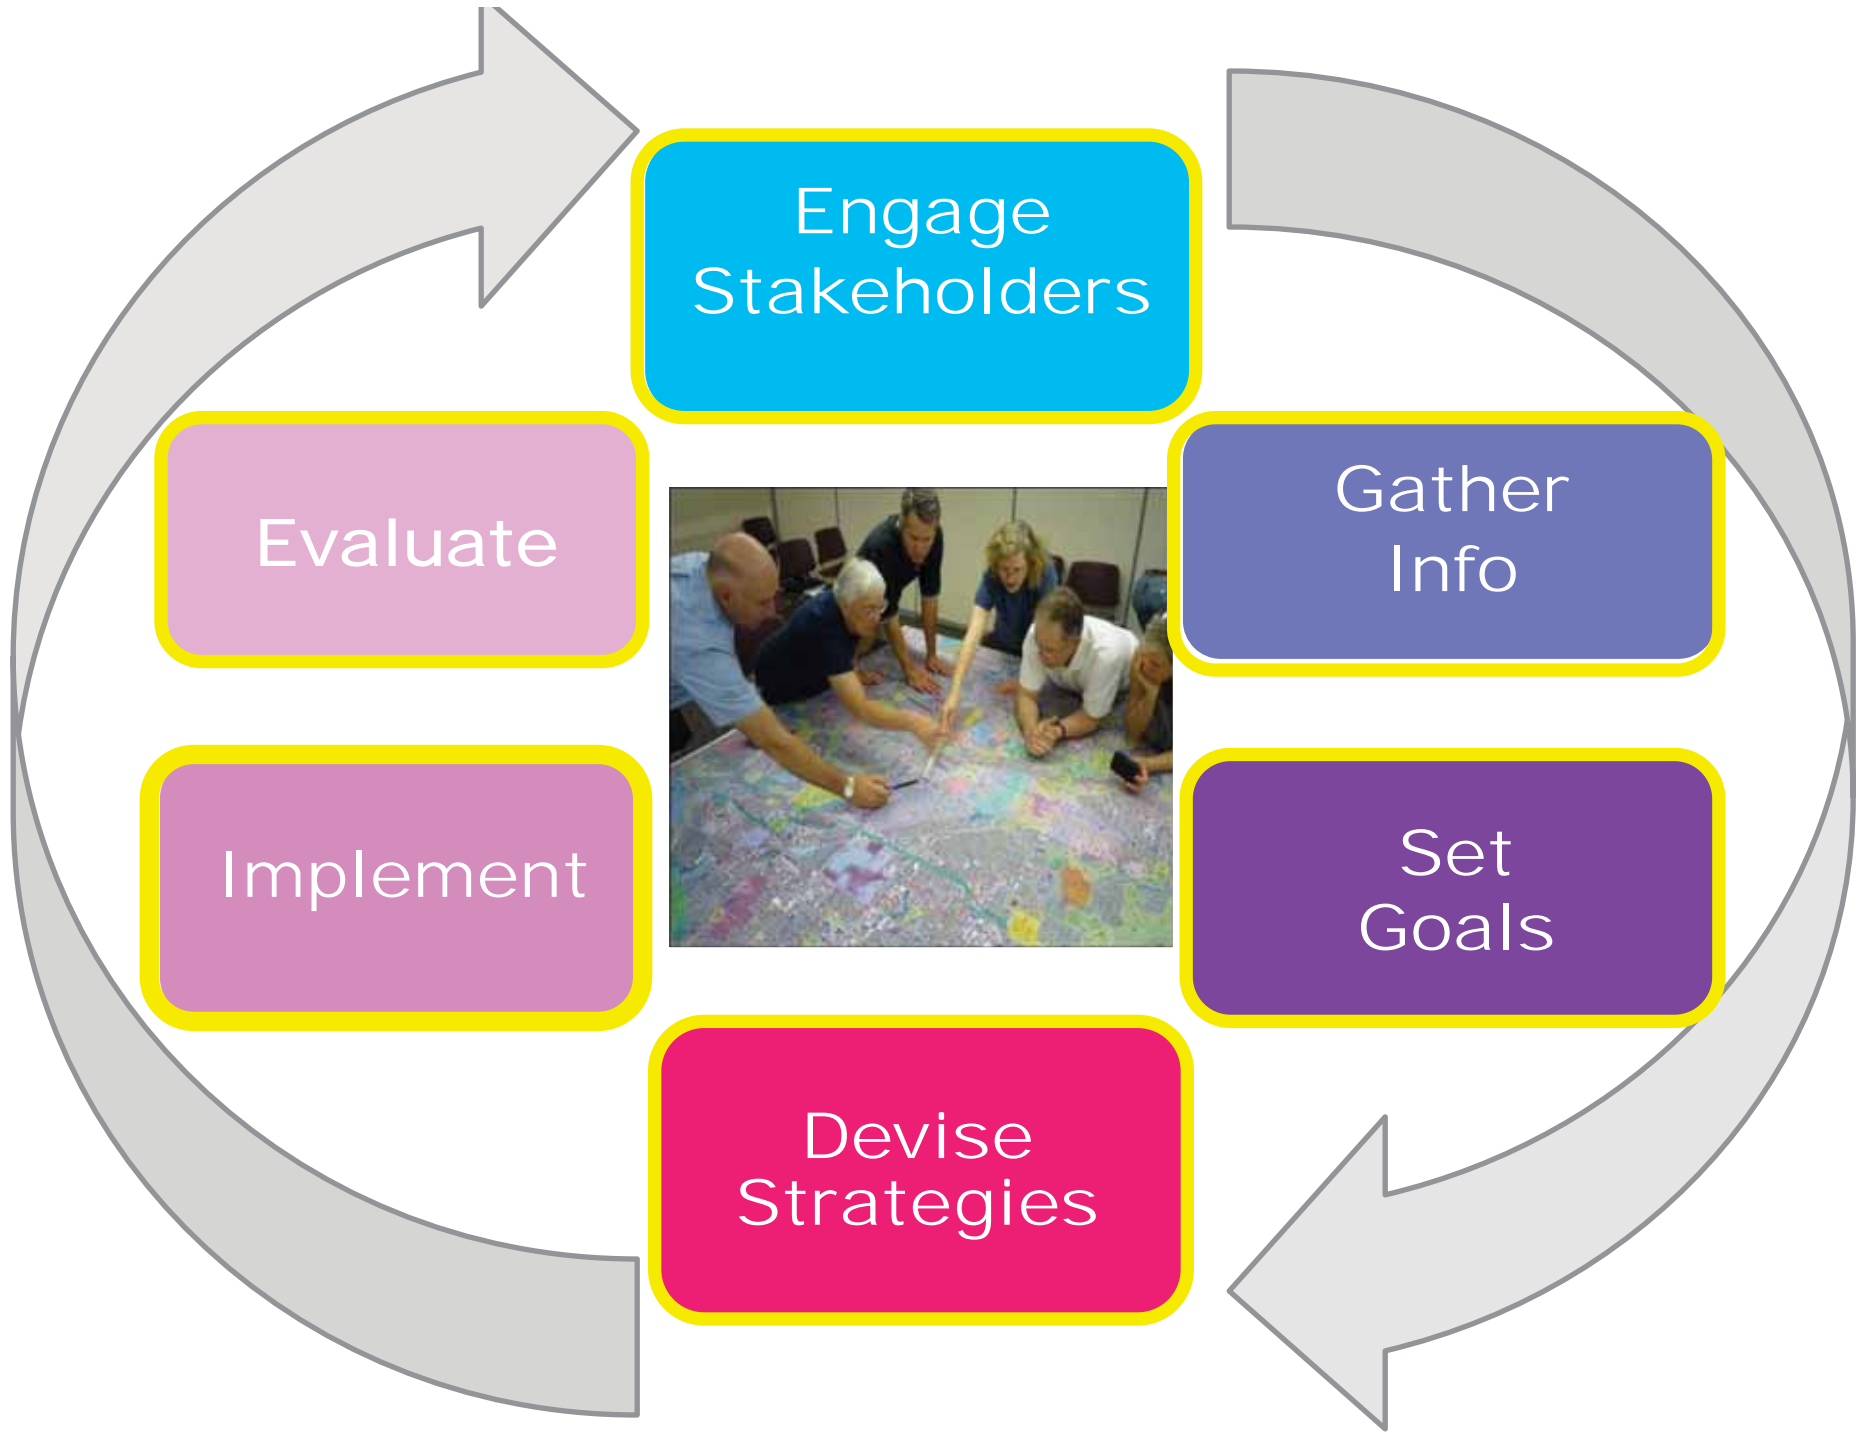 Engage
Stakeholders
Gather
Info
Set
Goals
Devise
Strategies
Implement
Evaluate